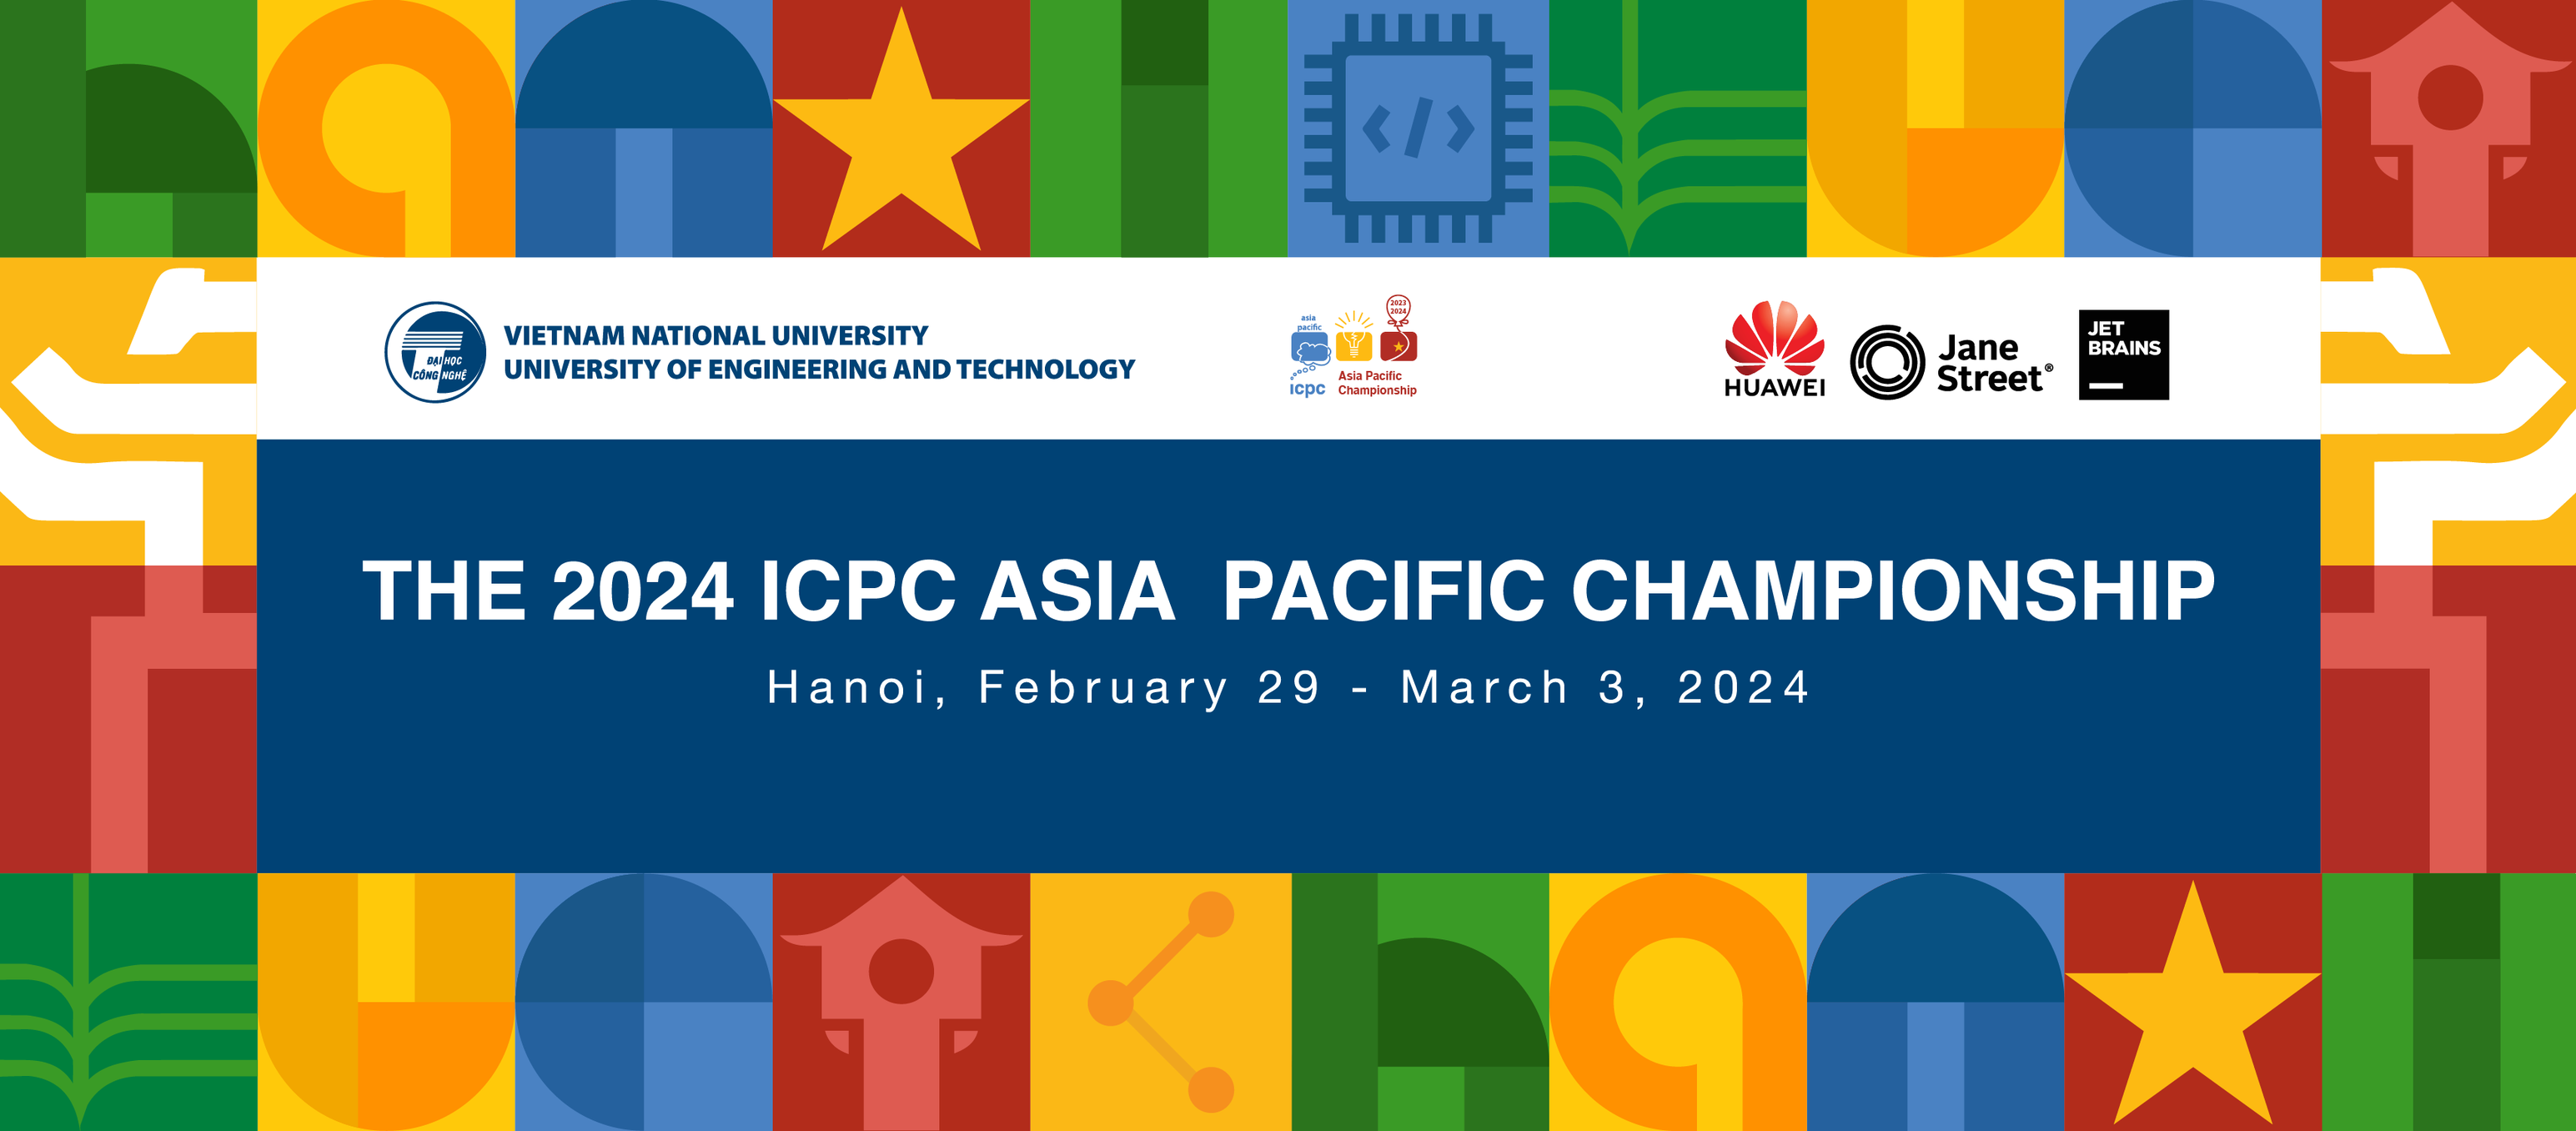 ĐẠI HỌC
CÔNG NGHỆ
VIETNAM NATIONAL UNIVERSITY
UNIVERSITY OF ENGINEERING AND TECHNOLOGY
asia
pacific
2023
2024
icpc
Asia Pacific
Championship
HUAWEI
Jane
Street®
JET
BRAINS
</>
THE 2024 ICPC ASIA  PACIFIC CHAMPIONSHIP
Hanoi, February 29 - March 3, 2024